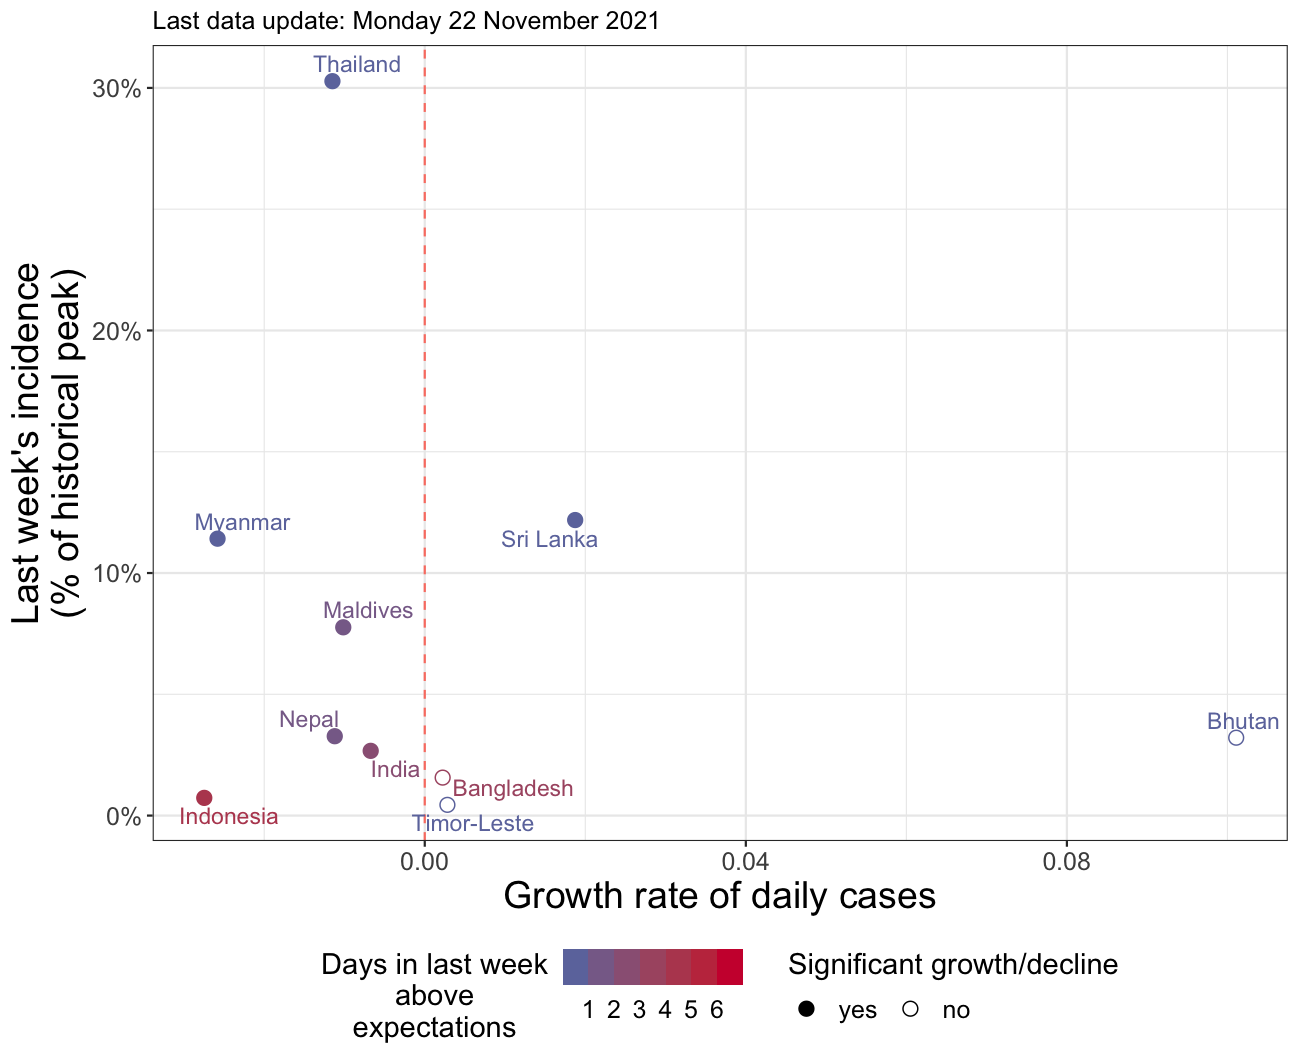 Last data update: Monday 22 November 2021
Thailand
30%
20%
Last week's incidence
(% of historical peak)
Myanmar
Sri Lanka
10%
Maldives
Nepal
Bhutan
India
Bangladesh
Indonesia
0%
Timor-Leste
0.00 0.04 0.08
Growth rate of daily cases
Days in last week
above
expectations
1 2 3 4 5 6
Significant growth/decline
yes no